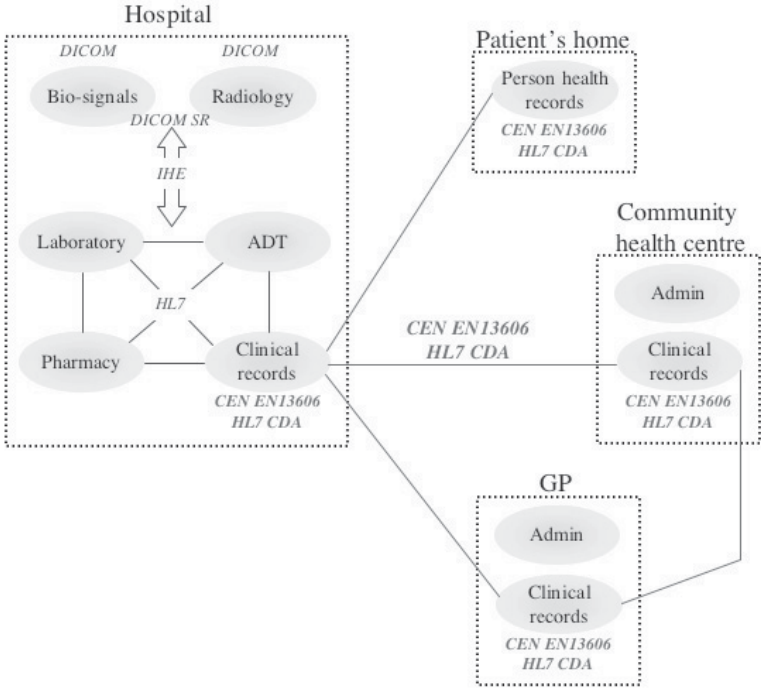 Hospital
DICOM
DICOM
Bio-signals
Radiology
DICOM SR
IHE
Laboratory
ADT
HL7
Pharmacy
Clinical
records
CEN EN13606
HL7 CDA
Patient's home
Person health
records
CEN EN13606
HL7 CDA
CEN EN13606
HL7 CDA
Community
health centre
Admin
Clinical
records
CEN EN13606
HL7 CDA
GP
Admin
Clinical
records
CEN EN13606
HL7 CDA